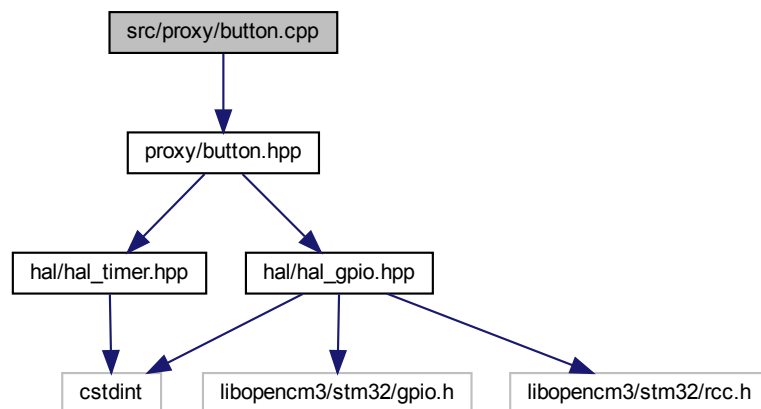 src/proxy/button.cpp
proxy/button.hpp
hal/hal_timer.hpp
hal/hal_gpio.hpp
cstdint
libopencm3/stm32/gpio.h
libopencm3/stm32/rcc.h